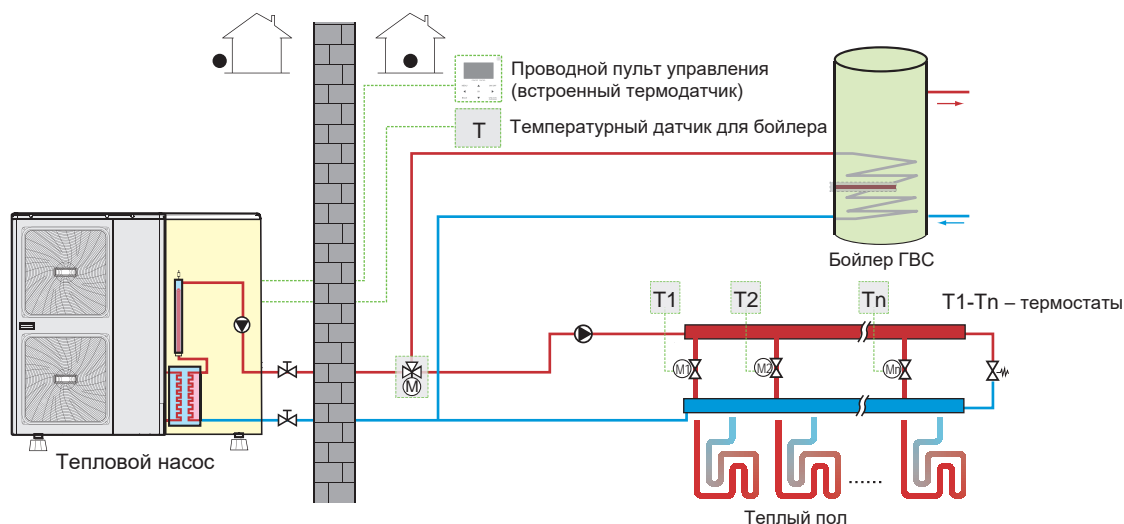 Проводной пульт управления
(встроенный термодатчик)
T
Температурный датчик для бойлера
Бойлер ГВС
T1
T2
Tn
T1-Tn – термостаты
M1
M2
Mn
M
Тепловой насос
......
Теплый пол